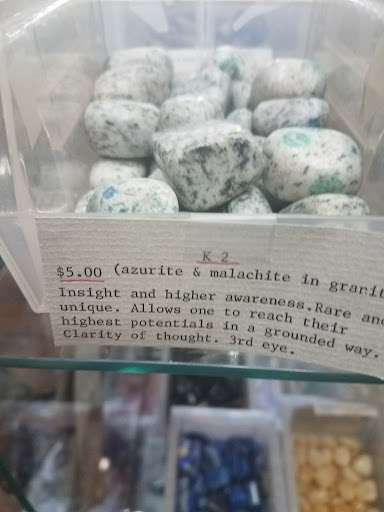 K 2
$5.00 (azurite & malachite in granit
Insight and higher awareness.Rare and
unique. Allows one to reach their
highest potentials in a grounded way.
Clarity of thought. 3rd eye.